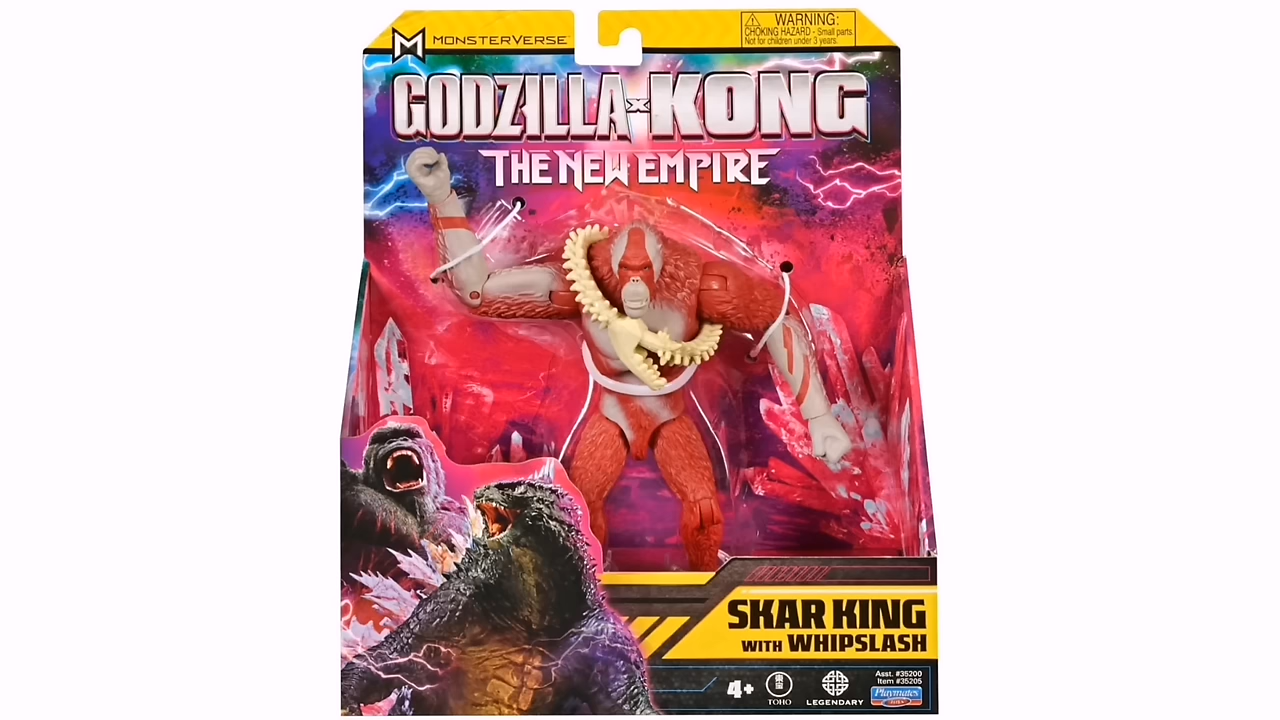 MONSTERVERSE
WARNING:
CHOKING HAZARD - Small parts.
Not for children under 3 years.
GODZILLA x KONG
THE NEW EMPIRE
SKAR KING
WITH WHIPSLASH
4+
TOHO
LEGENDARY
Asst. #35200
Item #35205
Playmates
TOYS